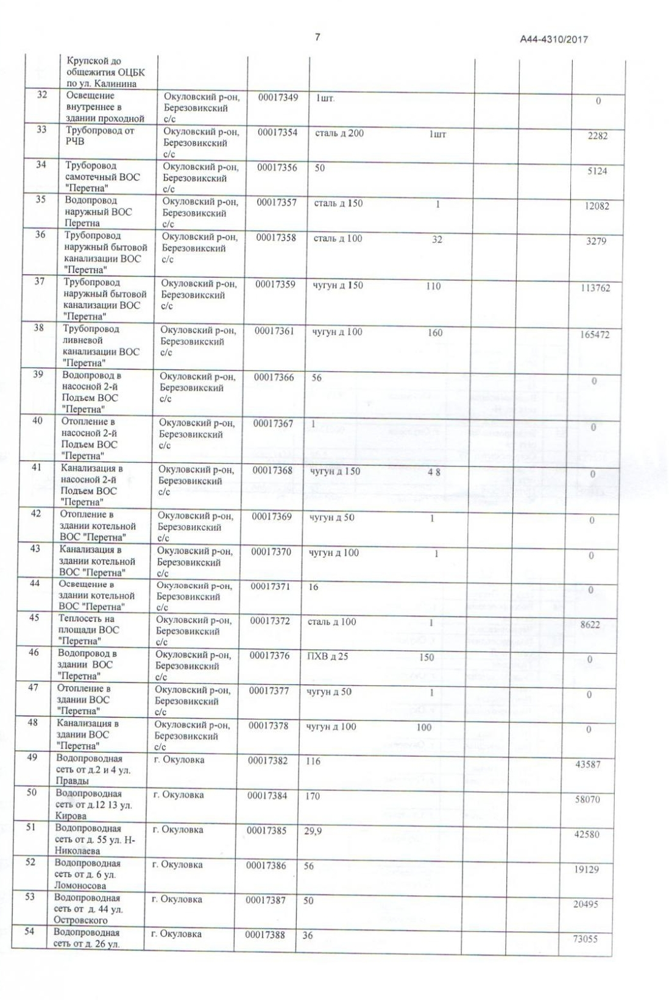 7
А44-4310/2017
Крупской до
общежития ОЦБК
по ул. Калинина
32 Освещение Окуловский р-он, 00017349 1шт. 0
внутреннее в Березовикский
здании проходной с/с
33 Трубопровод от Окуловский р-он, 00017354 сталь д 200 1шт 2282
РЧВ Березовикский
с/с
34 Труборовод Окуловский р-он, 00017356 50 5124
самотечный ВОС Березовикский
"Перетна" с/с
35 Водопровод Окуловский р-он, 00017357 сталь д 150 1 12082
наружный ВОС Березовикский
Перетна с/с
36 Трубопровод Окуловский р-он, 00017358 сталь д 100 32 3279
наружный бытовой Березовикский
канализации ВОС с/с
"Перетна"
37 Трубопровод Окуловский р-он, 00017359 чугун д 150 110 113762
наружный бытовой Березовикский
канализации ВОС с/с
"Перетна"
38 Трубопровод Окуловский р-он, 00017361 чугун д 100 160 165472
ливневой Березовикский
канализации ВОС с/с
"Перетна"
39 Водопровод в Окуловский р-он, 00017366 56 0
насосной 2-й Березовикский
Подъем ВОС с/с
"Перетна"
40 Отопление в Окуловский р-он, 00017367 1 0
насосной 2-й Березовикский
Подъем ВОС с/с
"Перетна"
41 Канализация в Окуловский р-он, 00017368 чугун д 150 4 8 0
насосной 2-й Березовикский
Подъем ВОС с/с
"Перетна"
42 Отопление в Окуловский р-он, 00017369 чугун д 50 1 0
здании котельной Березовикский
ВОС "Перетна" с/с
43 Канализация в Окуловский р-он, 00017370 чугун д 100 1 0
здании котельной Березовикский
ВОС "Перетна" с/с
44 Освещение в Окуловский р-он, 00017371 16 0
здании котельной Березовикский
ВОС "Перетна" с/с
45 Теплосеть на Окуловский р-он, 00017372 сталь д 100 1 8622
площади ВОС Березовикский
"Перетна" с/с
46 Водопровод в Окуловский р-он, 00017376 ПХВ д 25 150 0
здании ВОС Березовикский
"Перетна" с/с
47 Отопление в Окуловский р-он, 00017377 чугун д 50 1 0
здании ВОС Березовикский
"Перетна" с/с
48 Канализация в Окуловский р-он, 00017378 чугун д 100 100 0
здании ВОС Березовикский
"Перетна" с/с
49 Водопроводная г. Окуловка 00017382 116 43587
сеть от д.2 и 4 ул.
Правды
50 Водопроводная г. Окуловка 00017384 170 58070
сеть от д.12 13 ул.
Кирова
51 Водопроводная г. Окуловка 00017385 29,9 42580
сеть от д. 55 ул. Н-
Николаева
52 Водопроводная г. Окуловка 00017386 56 19129
сеть от д. 6 ул.
Ломоносова
53 Водопроводная г. Окуловка 00017387 50 20495
сеть от д. 44 ул.
Островского
54 Водопроводная г. Окуловка 00017388 36 73055
сеть от д. 26 ул.